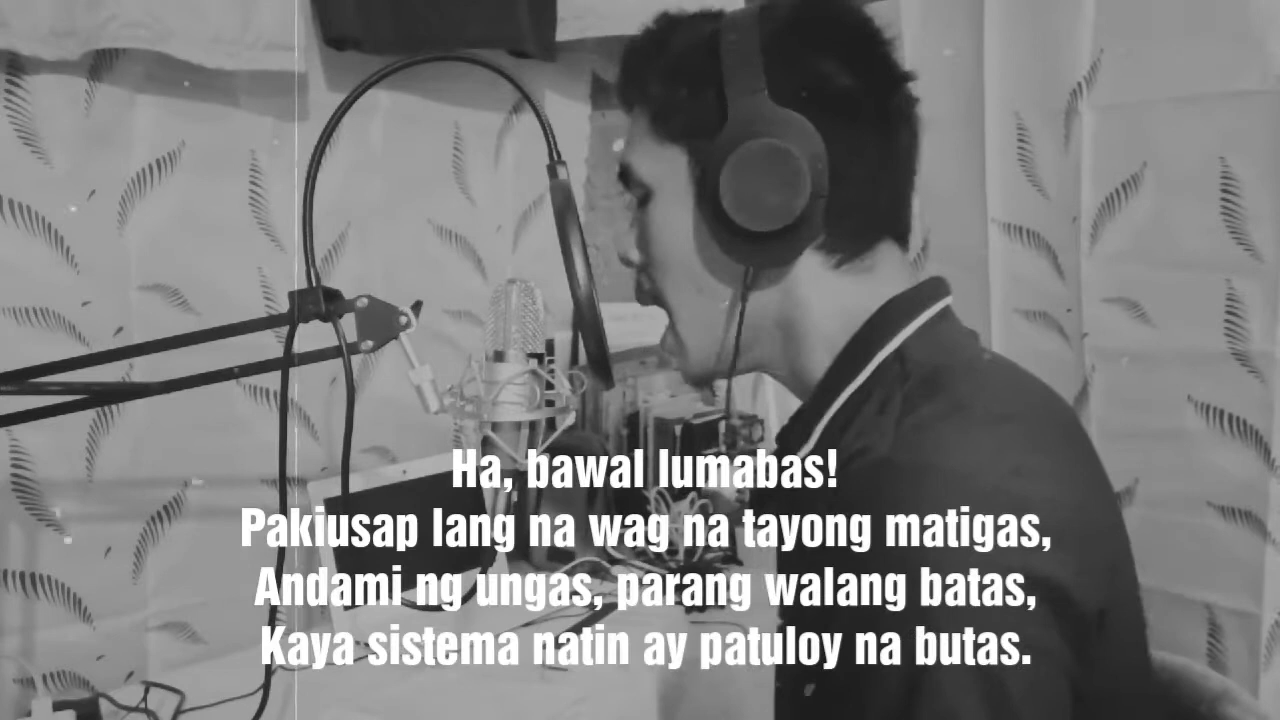 Ha, bawal lumabas!
Pakiusap lang na wag na tayong matigas,
Andami ng ungas, parang walang batas,
Kaya sistema natin ay patuloy na butas.